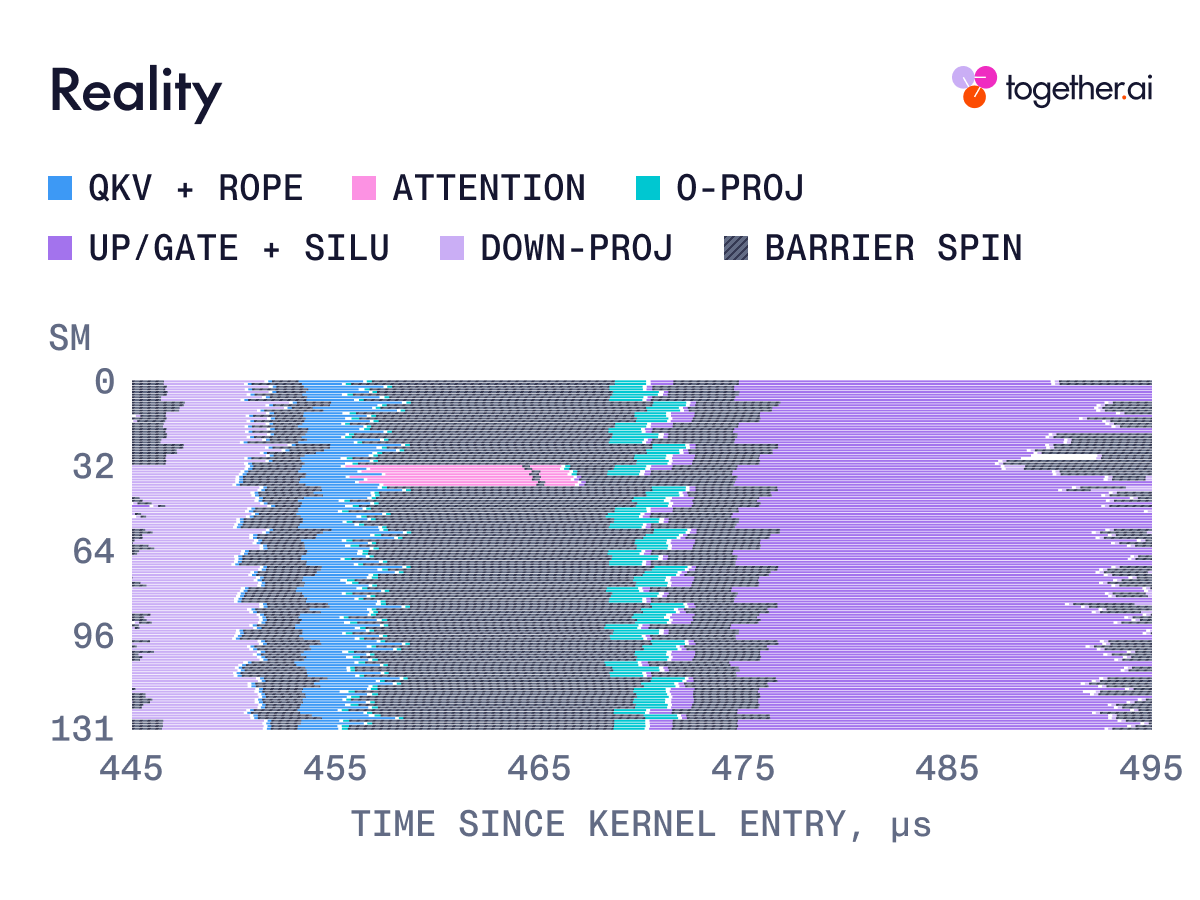 Reality
together.ai
QKV + ROPE ATTENTION O-PROJ
UP/GATE + SILU DOWN-PROJ BARRIER SPIN
SM
0
32
64
96
131
445 455 465 475 485 495
TIME SINCE KERNEL ENTRY, µs